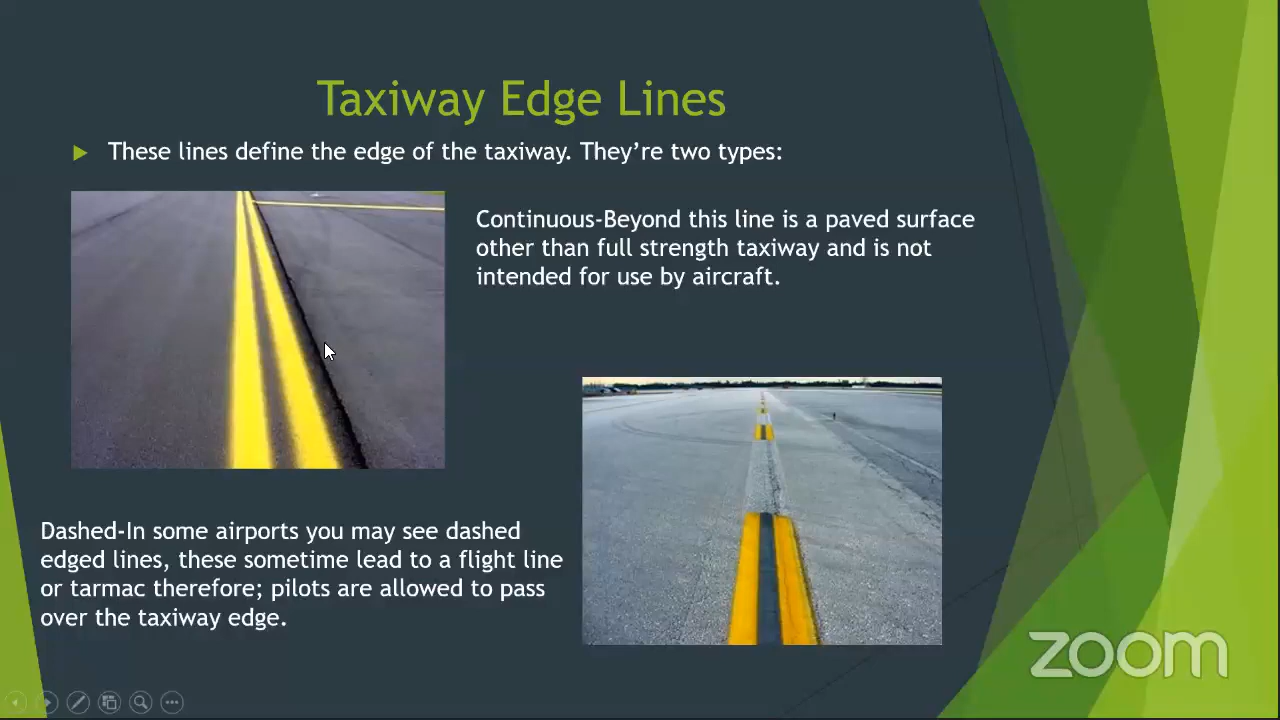 Taxiway Edge Lines
These lines define the edge of the taxiway. They're two types:
Continuous-Beyond this line is a paved surface
other than full strength taxiway and is not
intended for use by aircraft.
Dashed-In some airports you may see dashed
edged lines, these sometime lead to a flight line
or tarmac therefore; pilots are allowed to pass
over the taxiway edge.
zoom